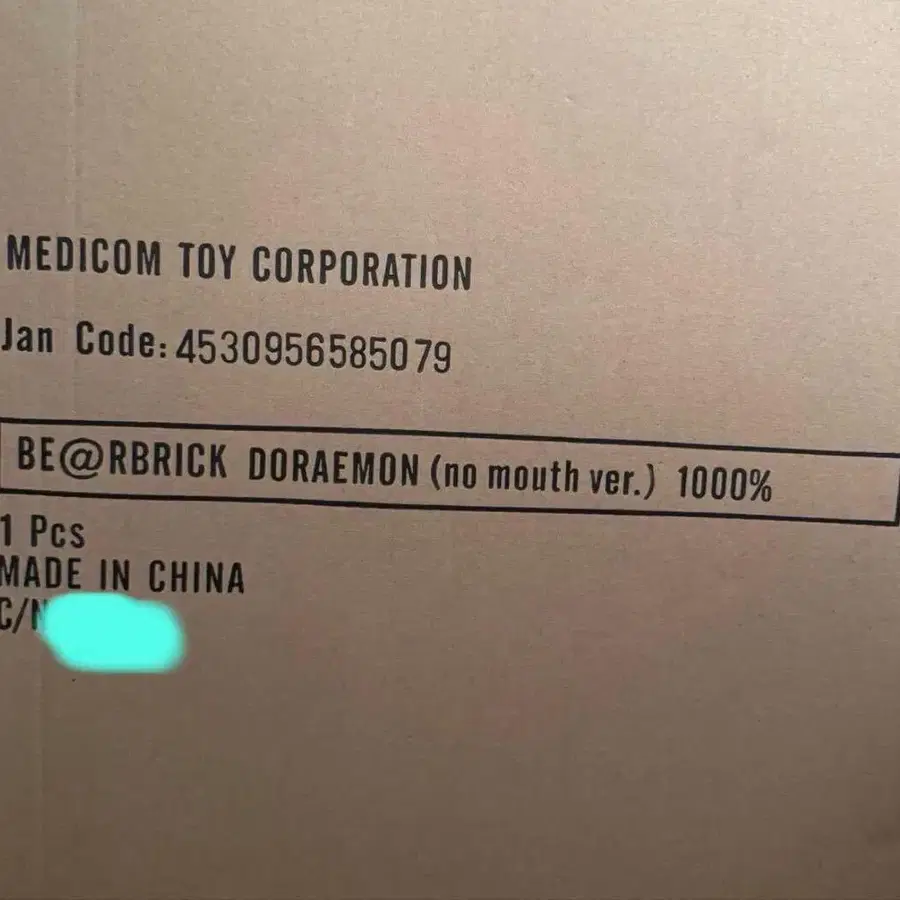 MEDICOM TOY CORPORATION
Jan Code: 4530956585079
BE@RBRICK DORAEMON (no mouth ver.) 1000%
1 Pcs
MADE IN CHINA